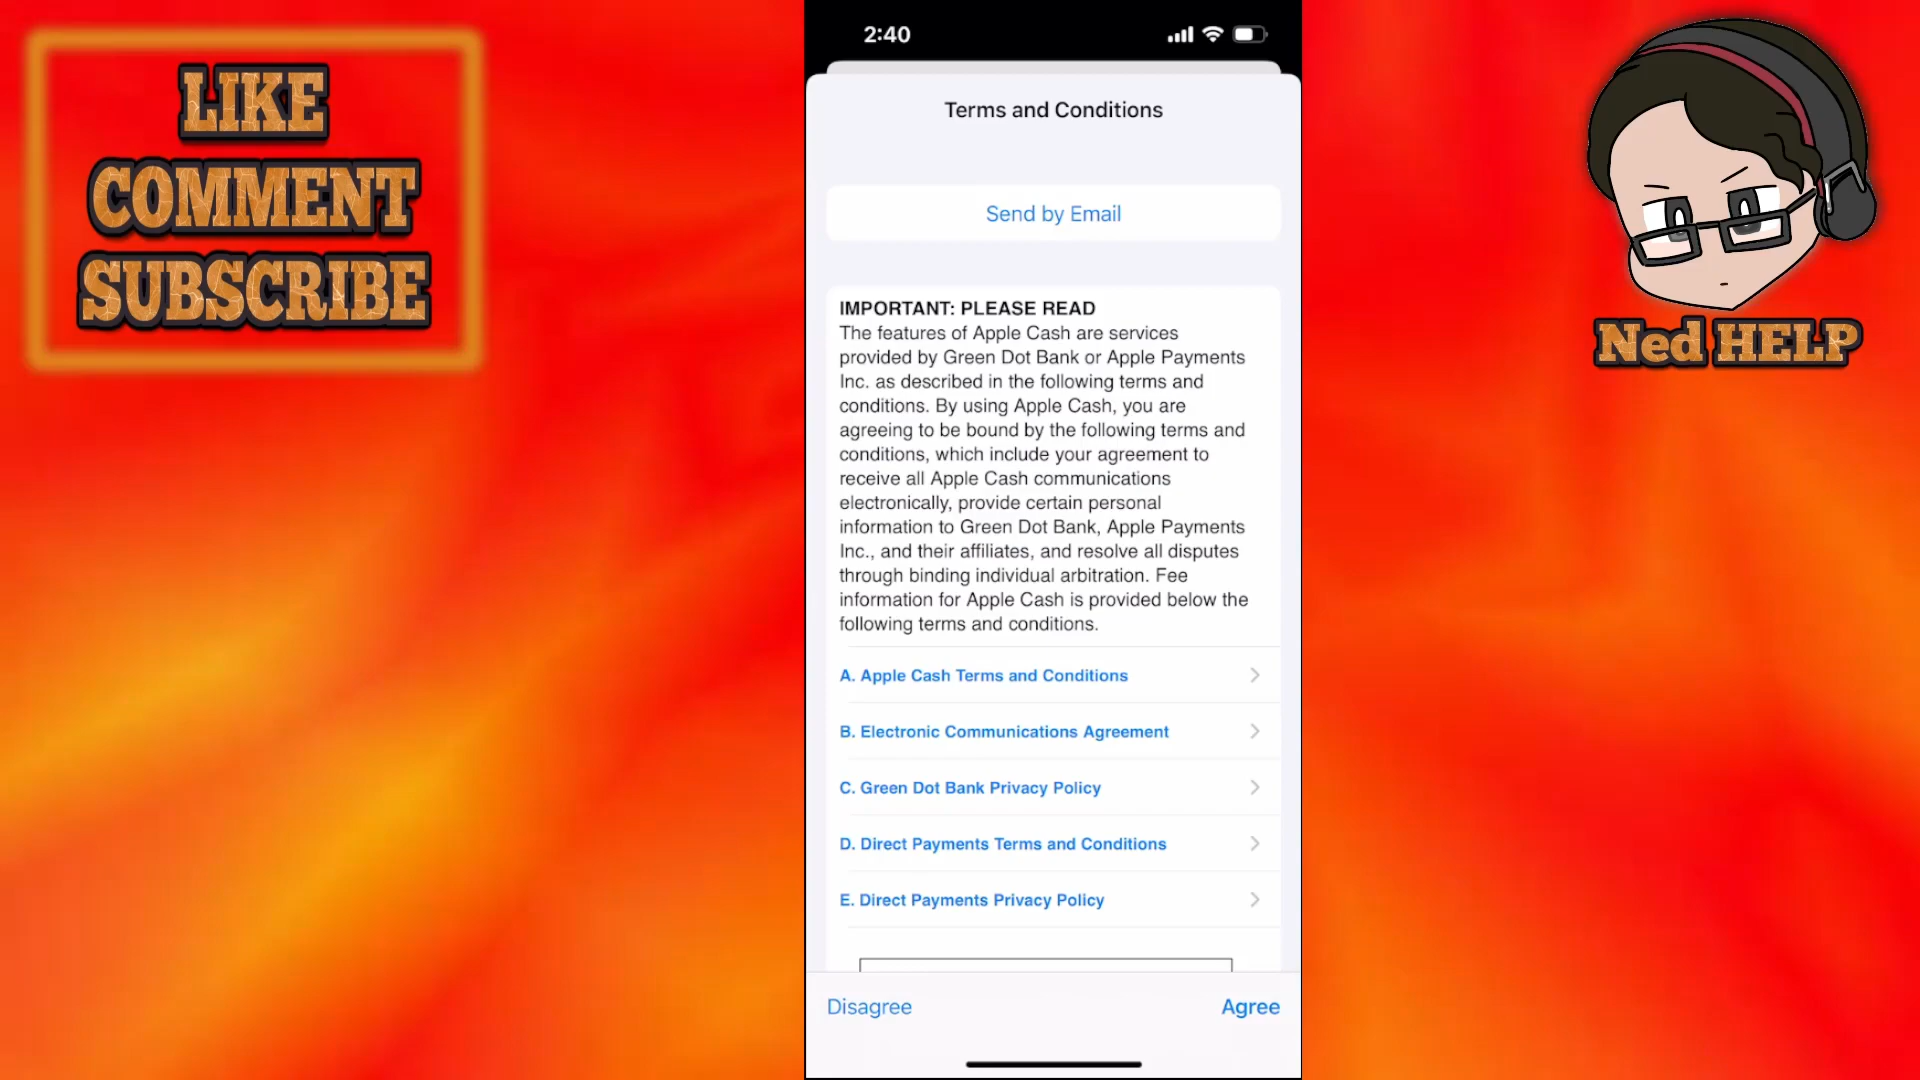 LIKE
COMMENT
SUBSCRIBE
2:40
Terms and Conditions
Send by Email
IMPORTANT: PLEASE READ
The features of Apple Cash are services
provided by Green Dot Bank or Apple Payments
Inc. as described in the following terms and
conditions. By using Apple Cash, you are
agreeing to be bound by the following terms and
conditions, which include your agreement to
receive all Apple Cash communications
electronically, provide certain personal
information to Green Dot Bank, Apple Payments
Inc., and their affiliates, and resolve all disputes
through binding individual arbitration. Fee
information for Apple Cash is provided below the
following terms and conditions.
A. Apple Cash Terms and Conditions
B. Electronic Communications Agreement
C. Green Dot Bank Privacy Policy
D. Direct Payments Terms and Conditions
E. Direct Payments Privacy Policy
Disagree
Agree
Ned HELP